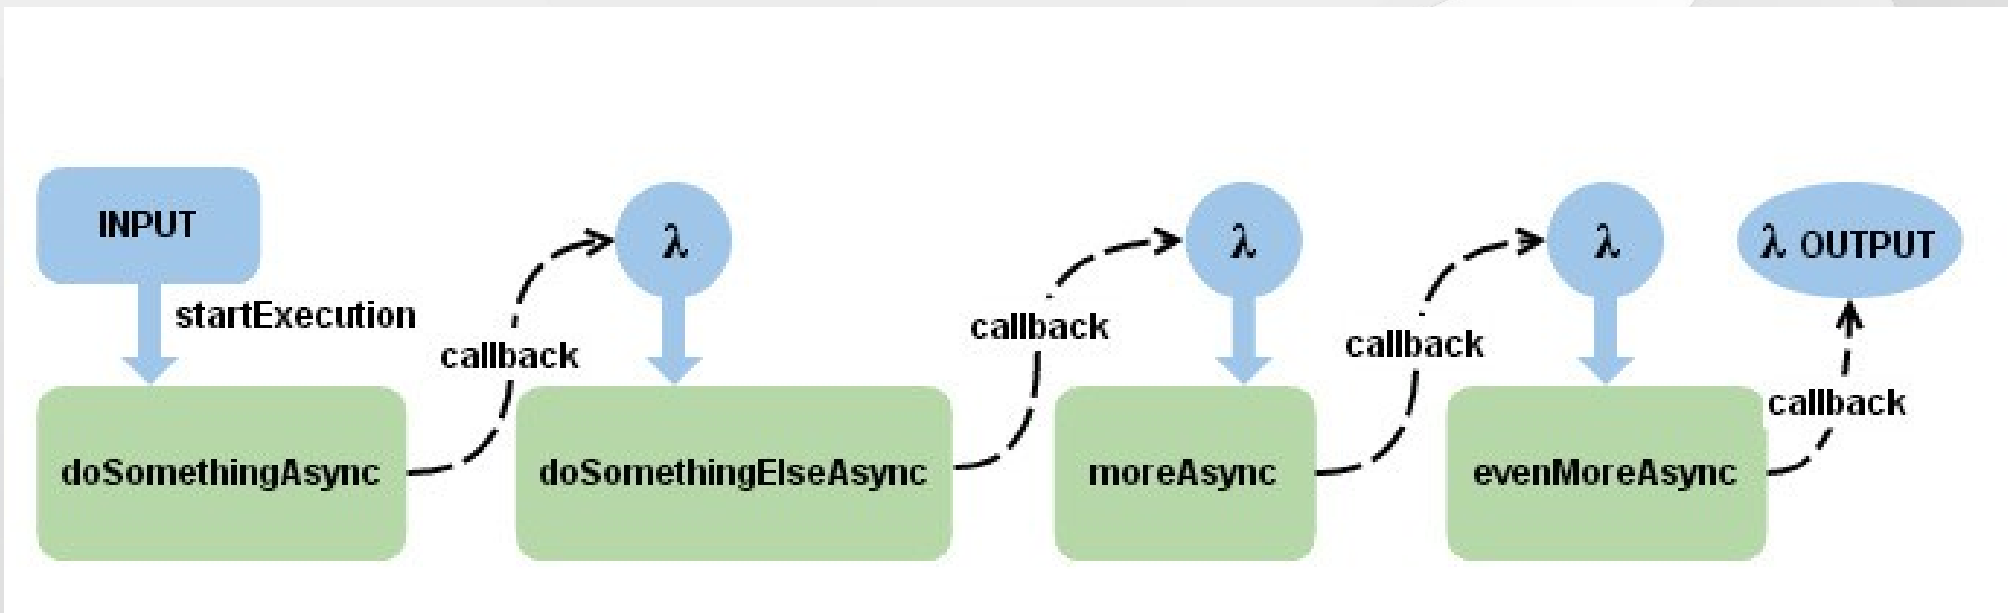 INPUT
startExecution
doSomethingAsync
callback
λ
doSomethingElseAsync
callback
λ
moreAsync
callback
λ
evenMoreAsync
callback
λ OUTPUT